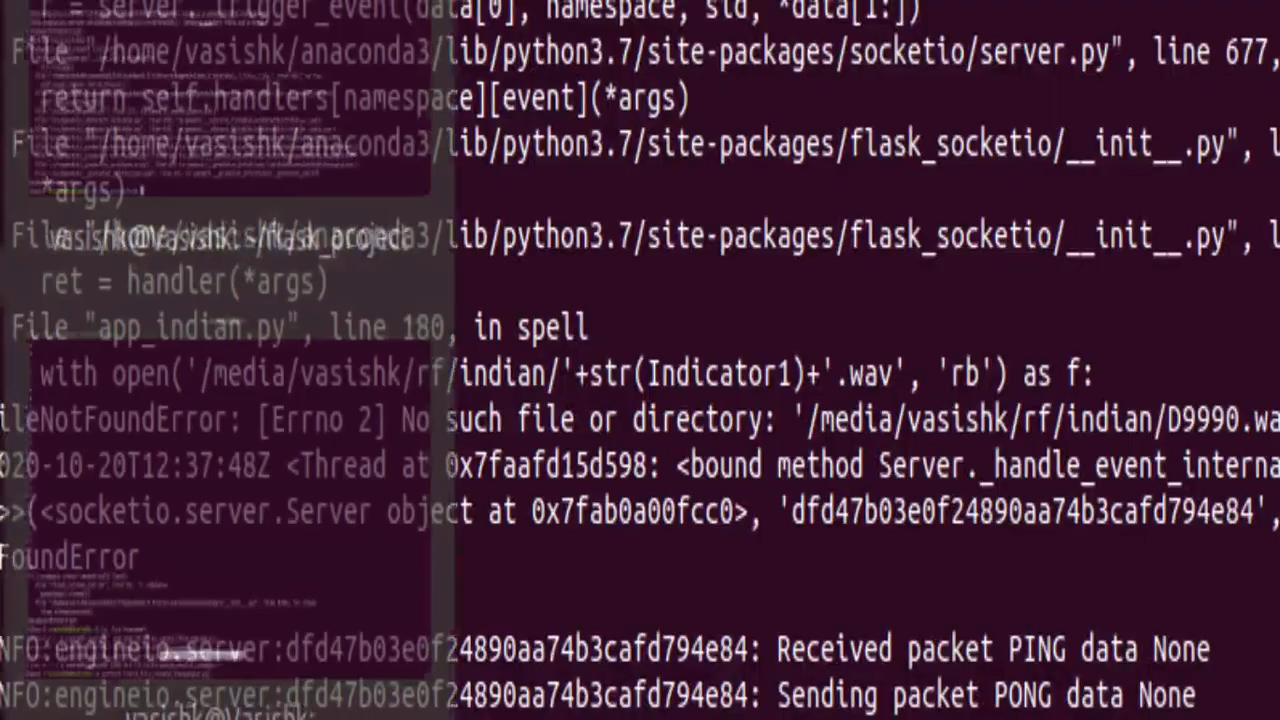 r = server._trigger_event(data[0], namespace, sid, *data[1:])
File "/home/vasishk/anaconda3/lib/python3.7/site-packages/socketio/server.py", line 677,
return self.handlers[namespace][event](*args)
File "/home/vasishk/anaconda3/lib/python3.7/site-packages/flask_socketio/__init__.py", l
*args)
File "/home/vasishk/anaconda3/lib/python3.7/site-packages/flask_socketio/__init__.py", l
vasishk@Vasishk: ~/flask_project
ret = handler(*args)
File "app_indian.py", line 180, in spell
with open('/media/vasishk/rf/indian/'+str(Indicator1)+'.wav', 'rb') as f:
ileNotFoundError: [Errno 2] No such file or directory: '/media/vasishk/rf/indian/D9990.wa
020-10-20T12:37:48Z <Thread at 0x7faafd15d598: <bound method Server._handle_event_interna
>>(<socketio.server.Server object at 0x7fab0a00fcc0>, 'dfd47b03e0f24890aa74b3cafd794e84',
FoundError
NFO:engineio.server:dfd47b03e0f24890aa74b3cafd794e84: Received packet PING data None
NFO:engineio.server:dfd47b03e0f24890aa74b3cafd794e84: Sending packet PONG data None
vasishk@Vasishk: